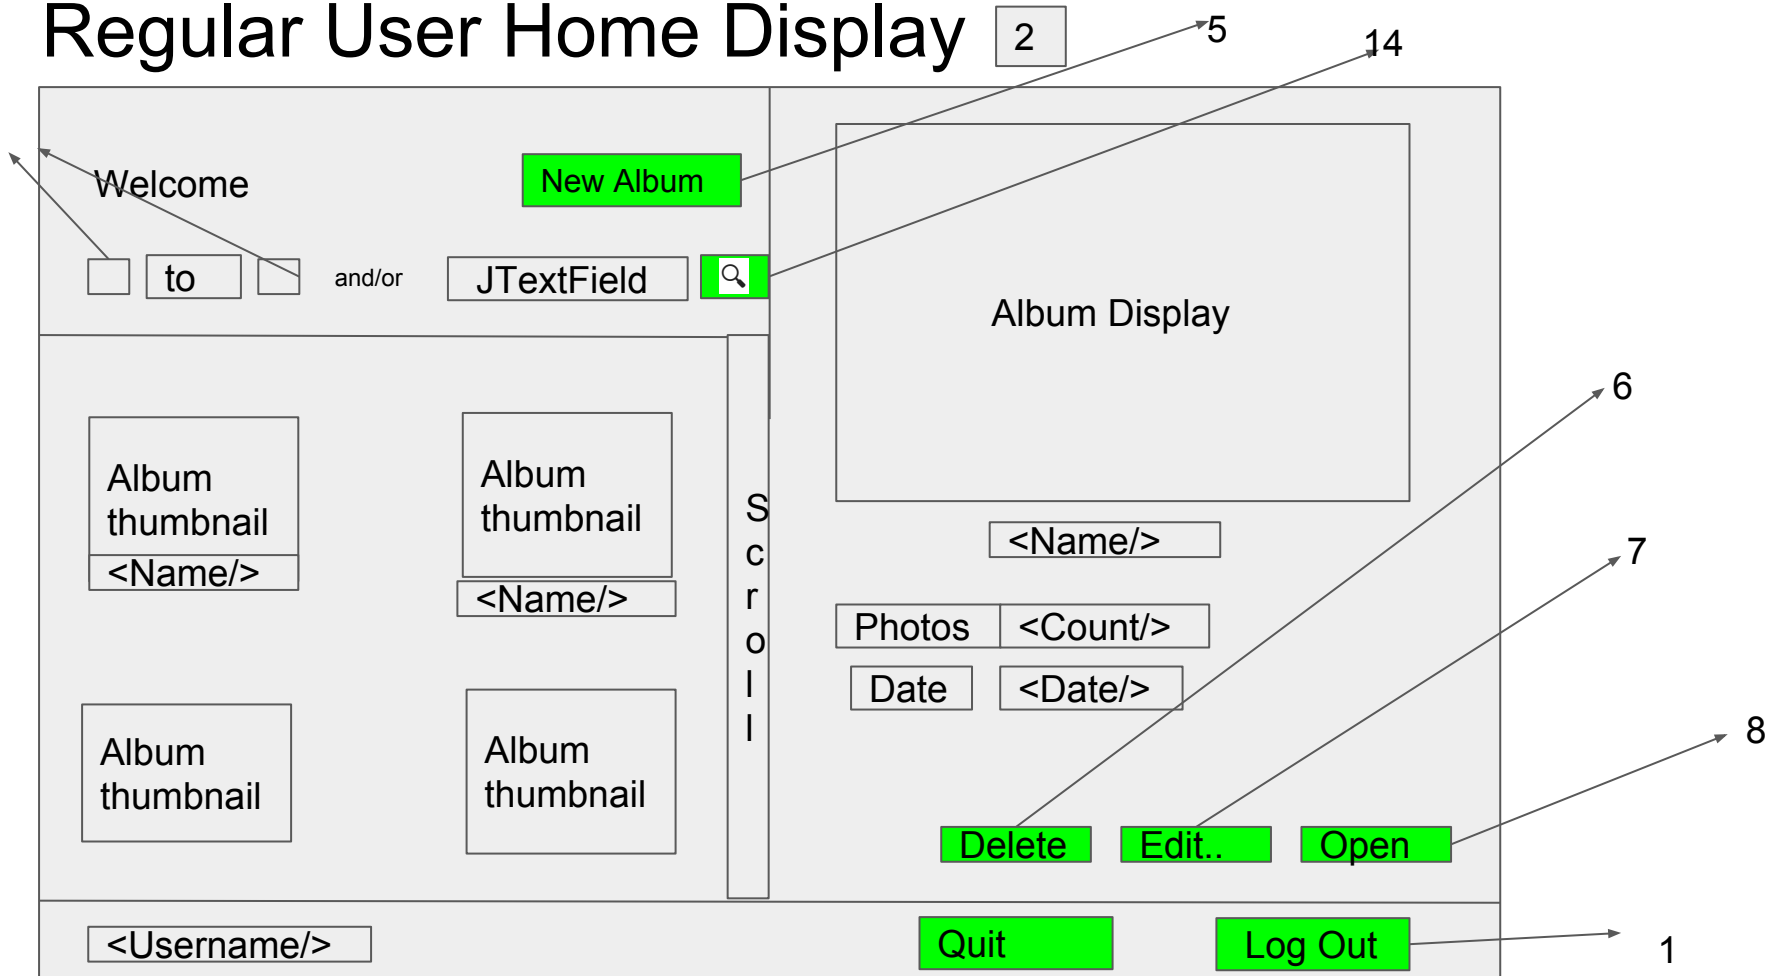 Regular User Home Display
2
5
14
Welcome
New Album
to
and/or
JTextField
Album Display
6
Album
thumbnail
<Name/>
Album
thumbnail
<Name/>
S
c
r
o
l
l
<Name/>
7
Photos
<Count/>
Date
<Date/>
8
Album
thumbnail
Album
thumbnail
Delete
Edit..
Open
<Username/>
Quit
Log Out
1